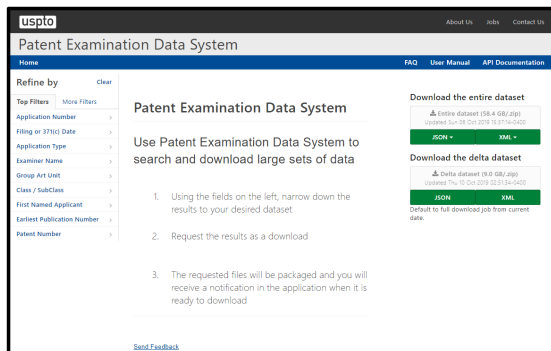 uspto
About Us Jobs Contact Us
Patent Examination Data System
Home
FAQ User Manual API Documentation
Refine by Clear
Top Filters More Filters
Application Number
Filing or 371(c) Date
Application Type
Examiner Name
Group Art Unit
Class / SubClass
First Named Applicant
Earliest Publication Number
Patent Number
Patent Examination Data System
Use Patent Examination Data System to
search and download large sets of data
1. Using the fields on the left, narrow down the
results to your desired dataset
2. Request the results as a download
3. The requested files will be packaged and you will
receive a notification in the application when it is
ready to download
Send Feedback
Download the entire dataset
Entire dataset (58.4 GB/.zip)
JSON XML
Download the delta dataset
Delta dataset (9.0 GB/.zip)
JSON XML
Default to full download job from current
date.